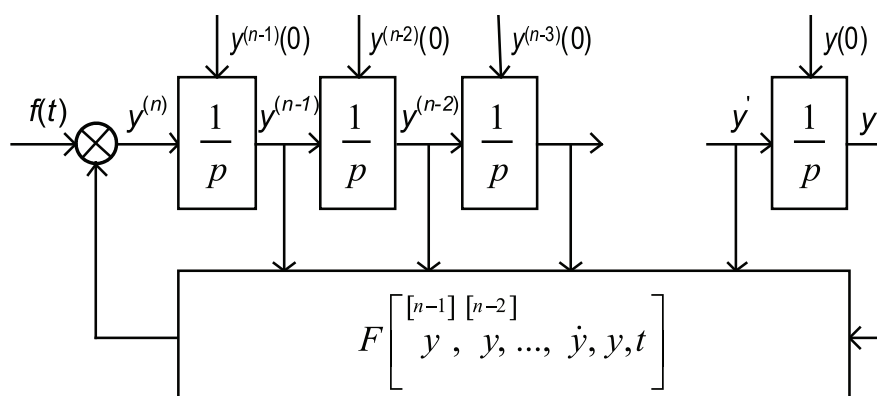 y(n-1)(0) y(n-2)(0) y(n-3)(0) y(0)
f(t) y(n) 1/p y(n-1) 1/p y(n-2) 1/p y' 1/p y
F[ [n-1]y, [n-2]y, ..., ẏ, y, t ]